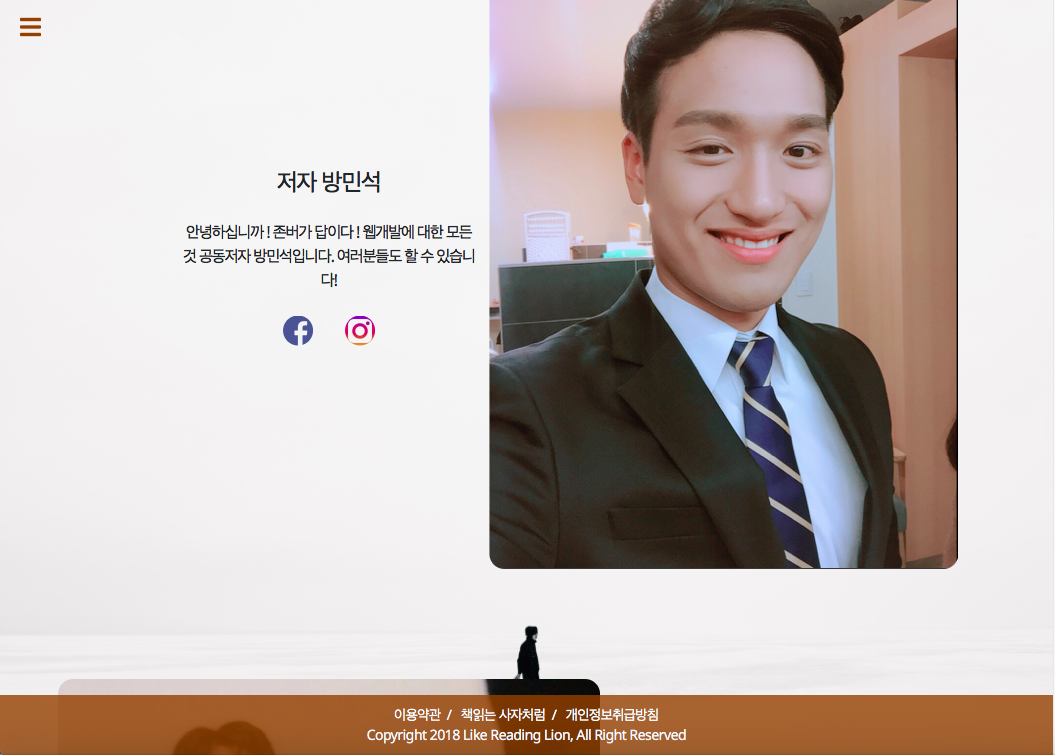 저자 방민석
안녕하십니까 ! 존버가 답이다 ! 웹개발에 대한 모든
것 공동저자 방민석입니다. 여러분들도 할 수 있습니
다!
이용약관 / 책읽는 사자처럼 / 개인정보취급방침
Copyright 2018 Like Reading Lion, All Right Reserved